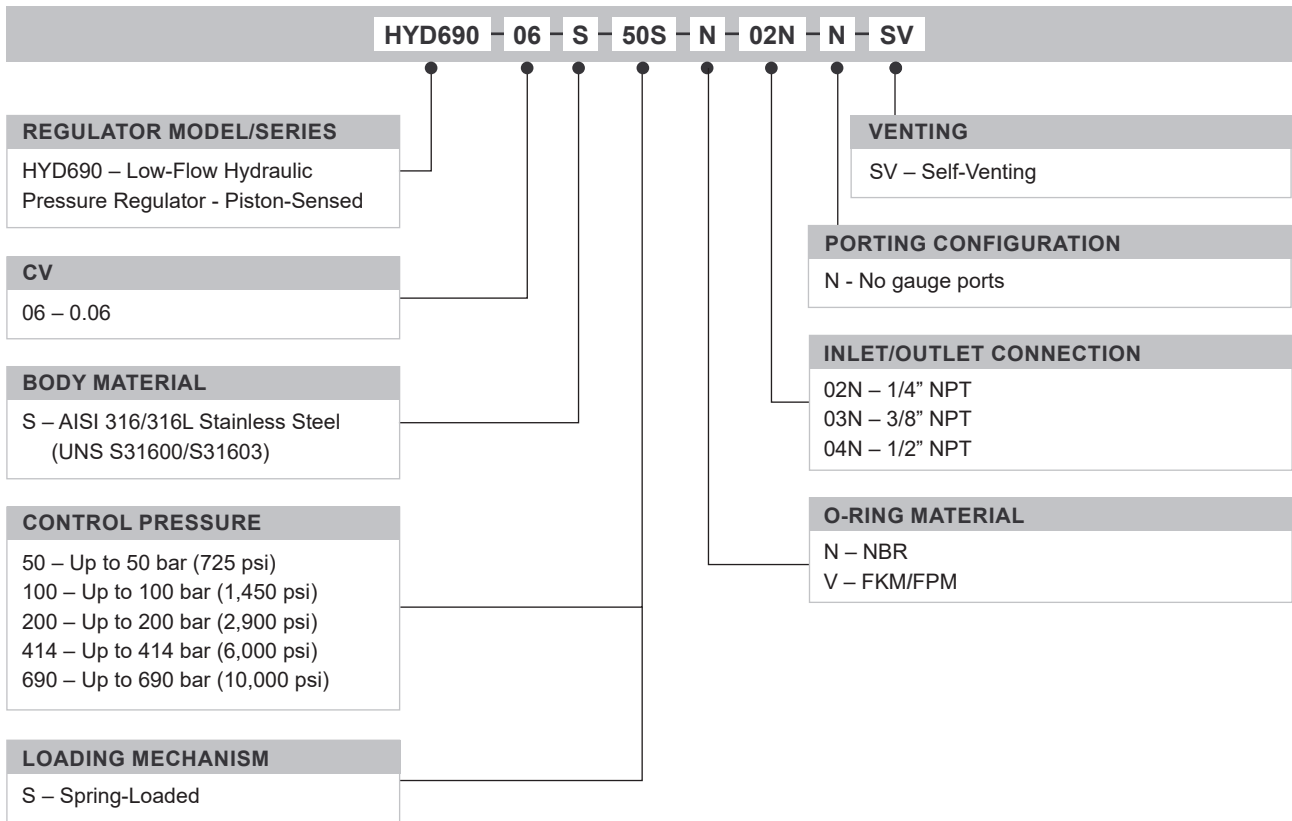 HYD690 - 06 - S - 50S - N - 02N - N - SV
REGULATOR MODEL/SERIES
HYD690 – Low-Flow Hydraulic
Pressure Regulator - Piston-Sensed
CV
06 – 0.06
BODY MATERIAL
S – AISI 316/316L Stainless Steel
(UNS S31600/S31603)
CONTROL PRESSURE
50 – Up to 50 bar (725 psi)
100 – Up to 100 bar (1,450 psi)
200 – Up to 200 bar (2,900 psi)
414 – Up to 414 bar (6,000 psi)
690 – Up to 690 bar (10,000 psi)
LOADING MECHANISM
S – Spring-Loaded
VENTING
SV – Self-Venting
PORTING CONFIGURATION
N - No gauge ports
INLET/OUTLET CONNECTION
02N – 1/4” NPT
03N – 3/8” NPT
04N – 1/2” NPT
O-RING MATERIAL
N – NBR
V – FKM/FPM